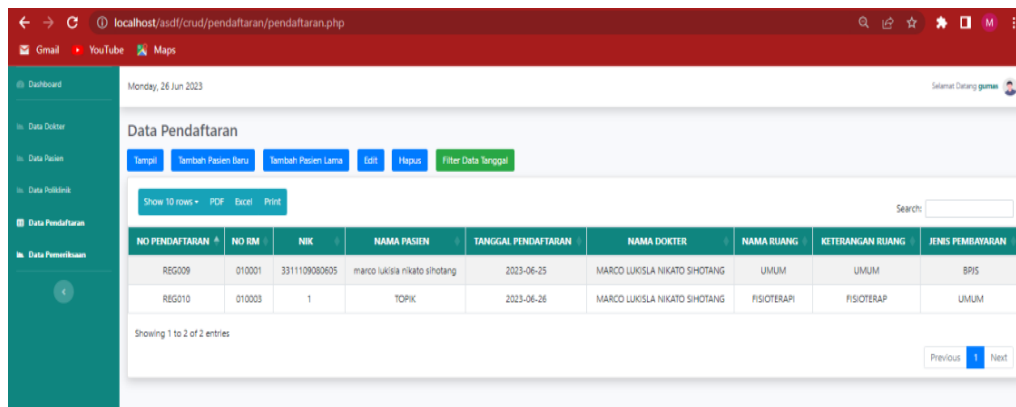 localhost/asdf/crud/pendaftaran/pendaftaran.php
M
Gmail YouTube Maps
Dashboard
Monday, 26 Jun 2023
Selamat Datang gumas
Data Dokter
Data Pasien
Data Poliklinik
Data Pendaftaran
Data Pemeriksaan
Data Pendaftaran
Tampil Tambah Pasien Baru Tambah Pasien Lama Edit Hapus Filter Data Tanggal
Show 10 rows PDF Excel Print
Search:
NO PENDAFTARAN NO RM NIK NAMA PASIEN TANGGAL PENDAFTARAN NAMA DOKTER NAMA RUANG KETERANGAN RUANG JENIS PEMBAYARAN
REG009 010001 3311109080605 marco lukisla nikato sihotang 2023-06-25 MARCO LUKISLA NIKATO SIHOTANG UMUM UMUM BPJS
REG010 010003 1 TOPIK 2023-06-26 MARCO LUKISLA NIKATO SIHOTANG FISIOTERAPI FISIOTERAP UMUM
Showing 1 to 2 of 2 entries
Previous 1 Next